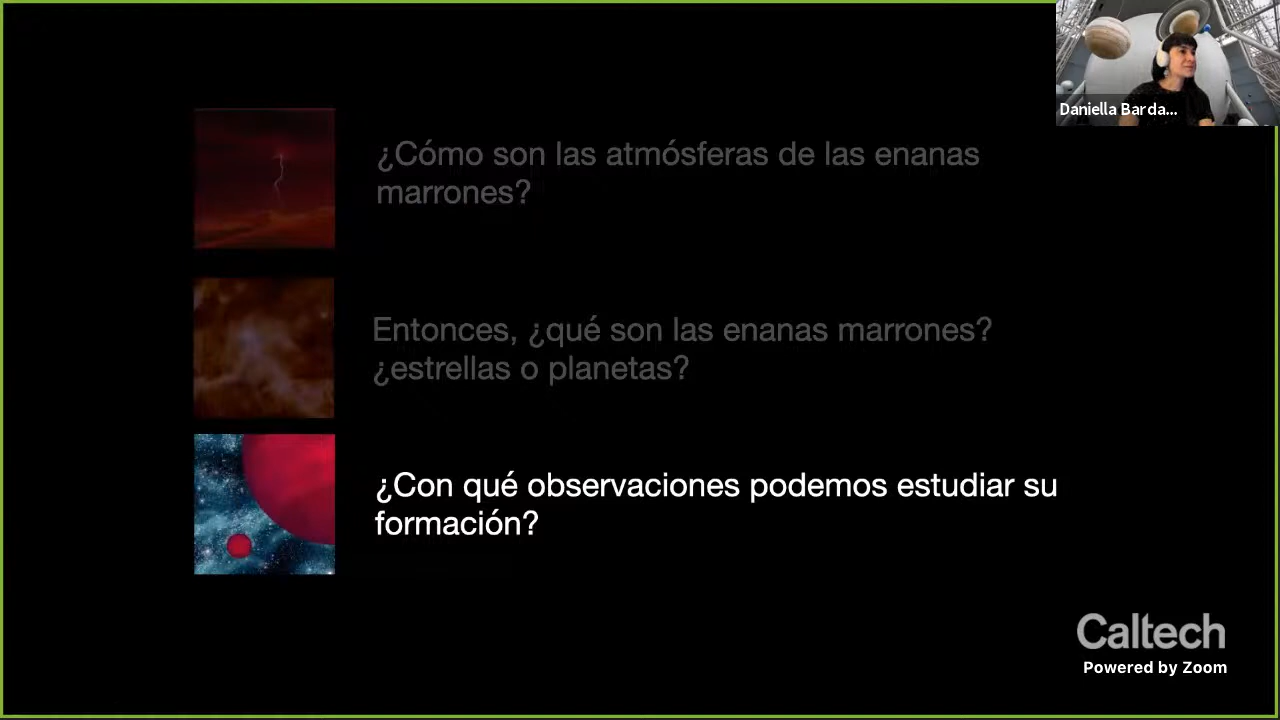 Daniella Barda...
¿Cómo son las atmósferas de las enanas
marrones?
Entonces, ¿qué son las enanas marrones?
¿estrellas o planetas?
¿Con qué observaciones podemos estudiar su
formación?
Caltech
Powered by Zoom